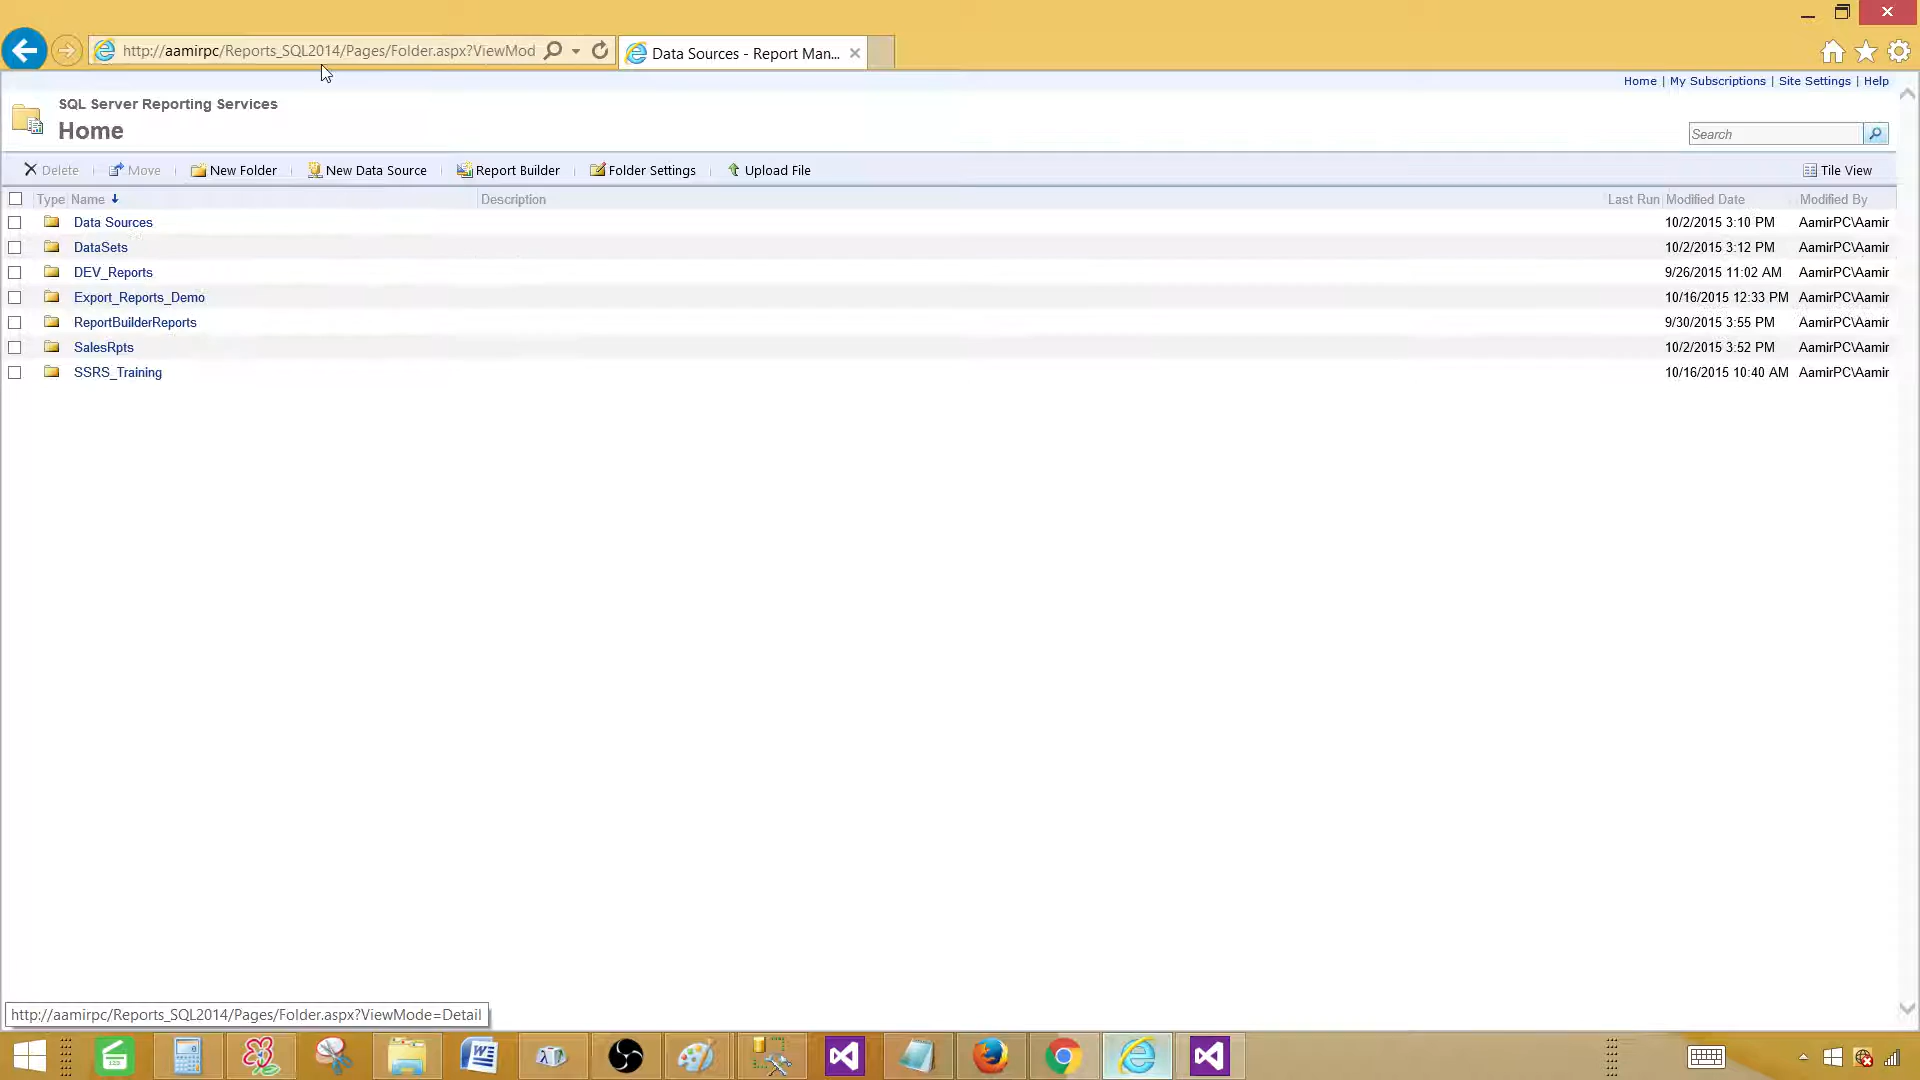 http://aamirpc/Reports_SQL2014/Pages/Folder.aspx?ViewMod
Data Sources - Report Man...
Home | My Subscriptions | Site Settings | Help
SQL Server Reporting Services
Home
Search
Delete Move New Folder New Data Source Report Builder Folder Settings Upload File Tile View
Type Name Description Last Run Modified Date Modified By
Data Sources 10/2/2015 3:10 PM AamirPC\Aamir
DataSets 10/2/2015 3:12 PM AamirPC\Aamir
DEV_Reports 9/26/2015 11:02 AM AamirPC\Aamir
Export_Reports_Demo 10/16/2015 12:33 PM AamirPC\Aamir
ReportBuilderReports 9/30/2015 3:55 PM AamirPC\Aamir
SalesRpts 10/2/2015 3:52 PM AamirPC\Aamir
SSRS_Training 10/16/2015 10:40 AM AamirPC\Aamir
http://aamirpc/Reports_SQL2014/Pages/Folder.aspx?ViewMode=Detail